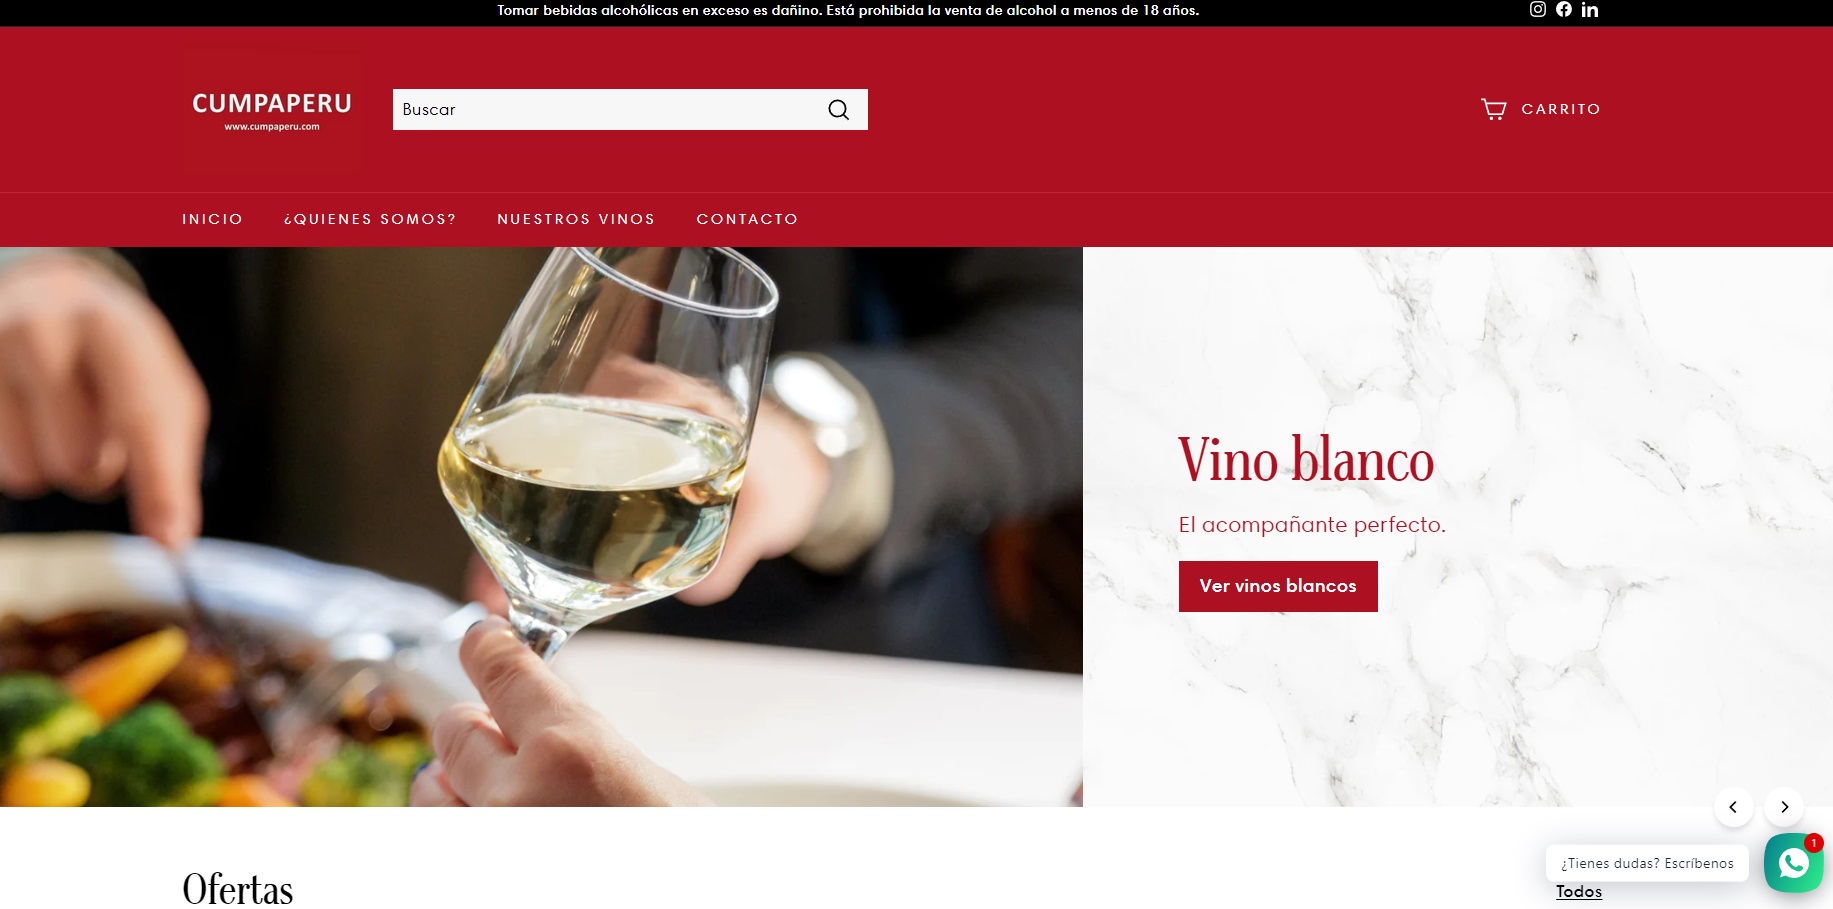 Tomar bebidas alcohólicas en exceso es dañino. Está prohibida la venta de alcohol a menos de 18 años.
CUMPAPERU
www.cumpaperu.com
Buscar
CARRITO
INICIO
¿QUIENES SOMOS?
NUESTROS VINOS
CONTACTO
Vino blanco
El acompañante perfecto.
Ver vinos blancos
1
¿Tienes dudas? Escríbenos
Ofertas
Todos